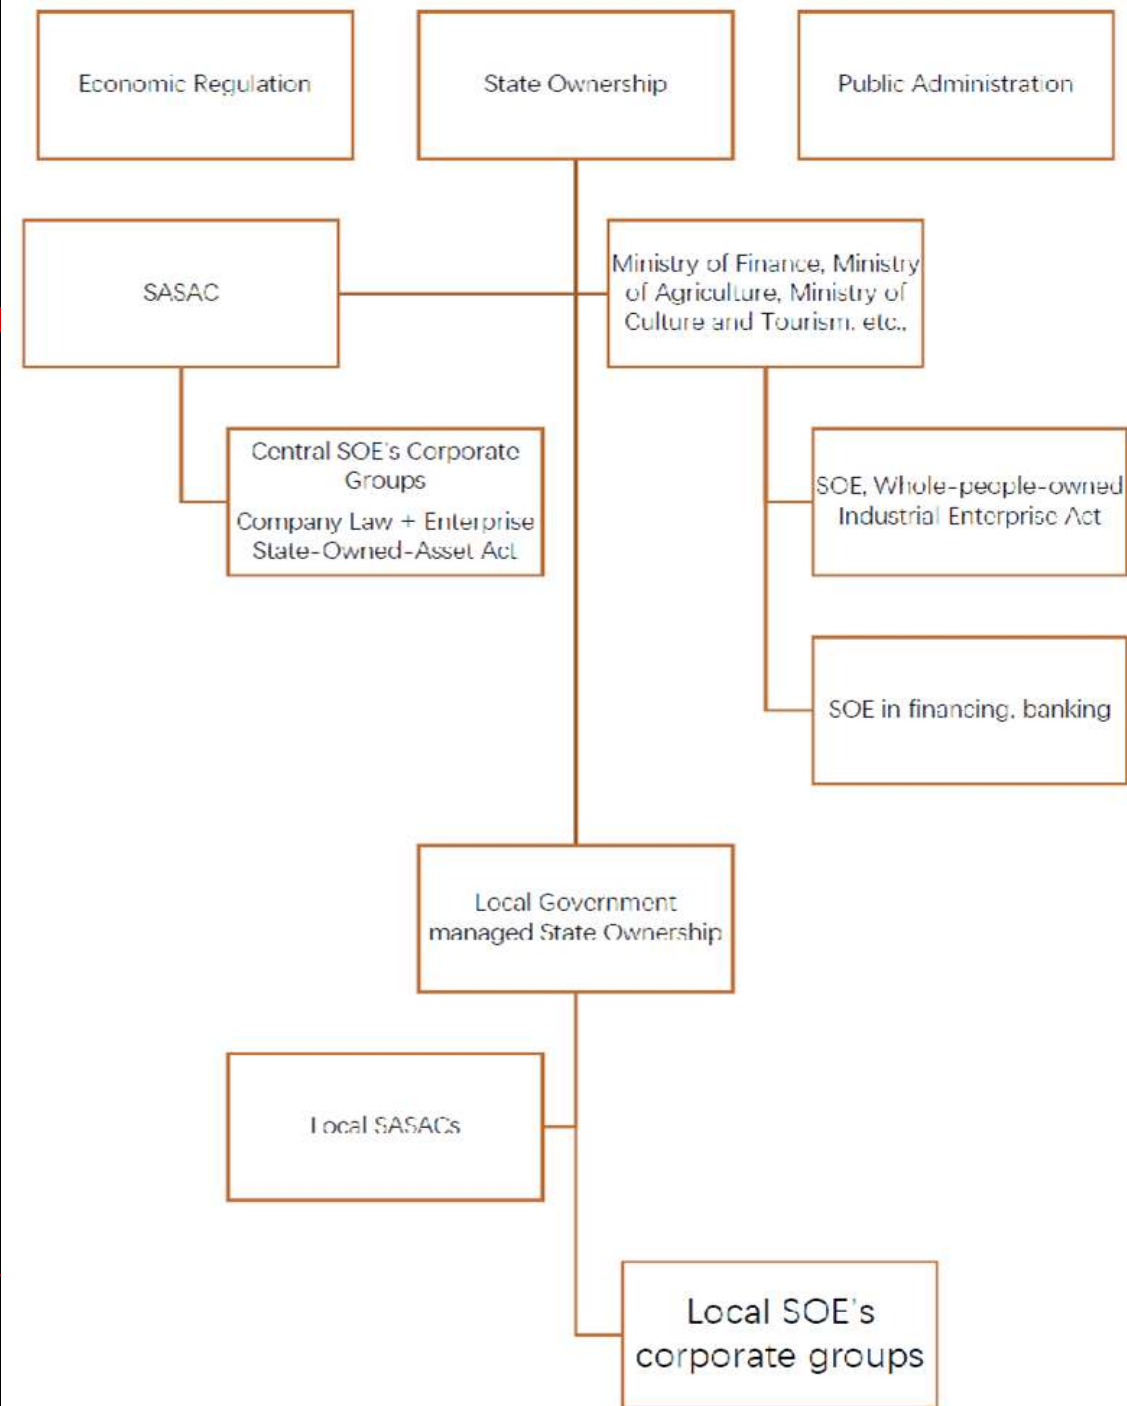 Economic Regulation
State Ownership
Public Administration
SASAC
Ministry of Finance, Ministry
of Agriculture, Ministry of
Culture and Tourism, etc.,
Central SOE's Corporate
Groups
Company Law + Enterprise
State-Owned-Asset Act
SOE, Whole-people-owned
Industrial Enterprise Act
SOE in financing, banking
Local Government
managed State Ownership
Local SASACs
Local SOE's
corporate groups